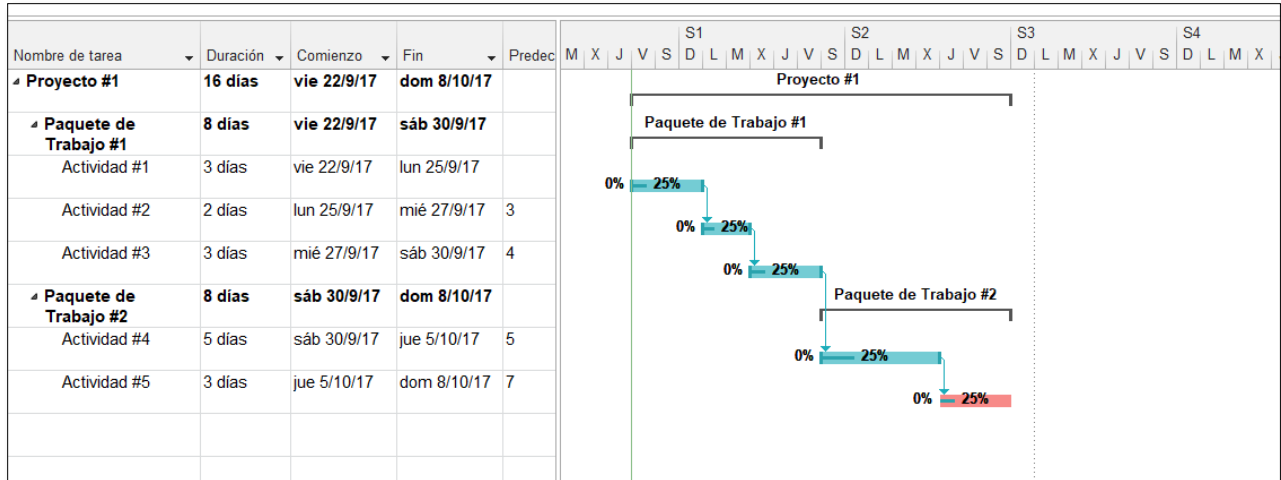 S1 S2 S3 S4
Nombre de tarea Duración Comienzo Fin Predec M X J V S D L M X J V S D L M X J V S D L M X J V S D L M X
Proyecto #1 16 días vie 22/9/17 dom 8/10/17 Proyecto #1
Paquete de 8 días vie 22/9/17 sáb 30/9/17 Paquete de Trabajo #1
Trabajo #1
Actividad #1 3 días vie 22/9/17 lun 25/9/17 0% 25%
Actividad #2 2 días lun 25/9/17 mié 27/9/17 3 0% 25%
Actividad #3 3 días mié 27/9/17 sáb 30/9/17 4 0% 25%
Paquete de 8 días sáb 30/9/17 dom 8/10/17 Paquete de Trabajo #2
Trabajo #2
Actividad #4 5 días sáb 30/9/17 jue 5/10/17 5 0% 25%
Actividad #5 3 días jue 5/10/17 dom 8/10/17 7 0% 25%